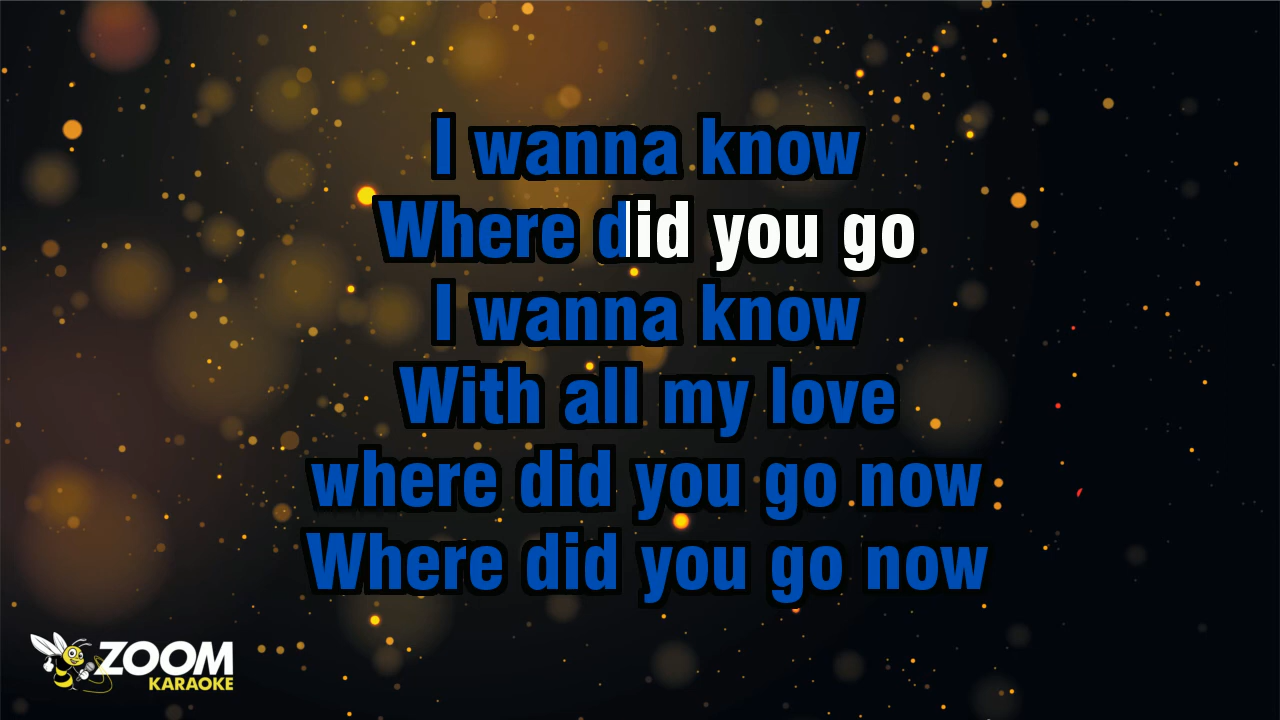 I wanna know
Where did you go
I wanna know
With all my love
where did you go now
Where did you go now
ZOOM
KARAOKE